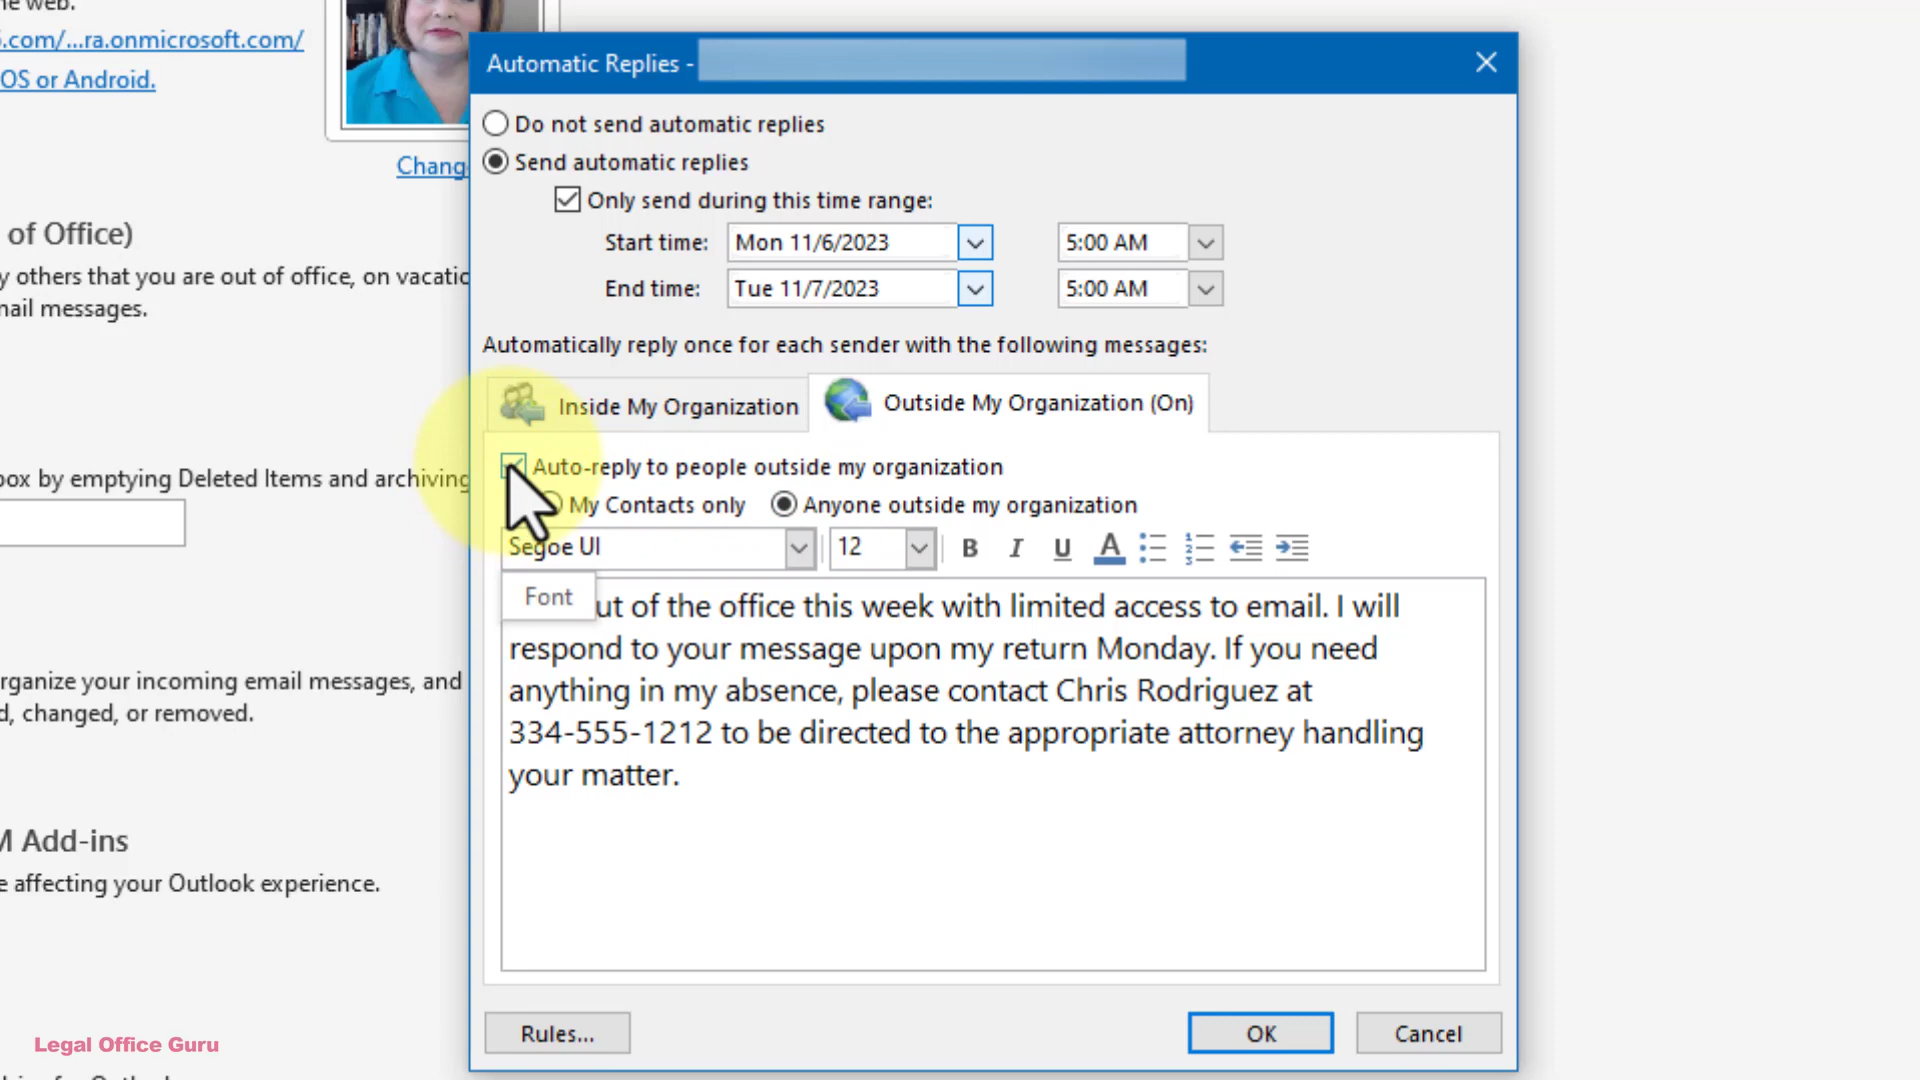 he web.
.com/...ra.onmicrosoft.com/
OS or Android.
Chang
of Office)
y others that you are out of office, on vacatio
nail messages.
box by emptying Deleted Items and archiving
rganize your incoming email messages, and
d, changed, or removed.
M Add-ins
e affecting your Outlook experience.
Legal Office Guru
Automatic Replies -
Do not send automatic replies
Send automatic replies
Only send during this time range:
Start time: Mon 11/6/2023 5:00 AM
End time: Tue 11/7/2023 5:00 AM
Automatically reply once for each sender with the following messages:
Inside My Organization Outside My Organization (On)
Auto-reply to people outside my organization
My Contacts only Anyone outside my organization
Segoe UI 12 B I U A
Font
ut of the office this week with limited access to email. I will
respond to your message upon my return Monday. If you need
anything in my absence, please contact Chris Rodriguez at
334-555-1212 to be directed to the appropriate attorney handling
your matter.
Rules... OK Cancel